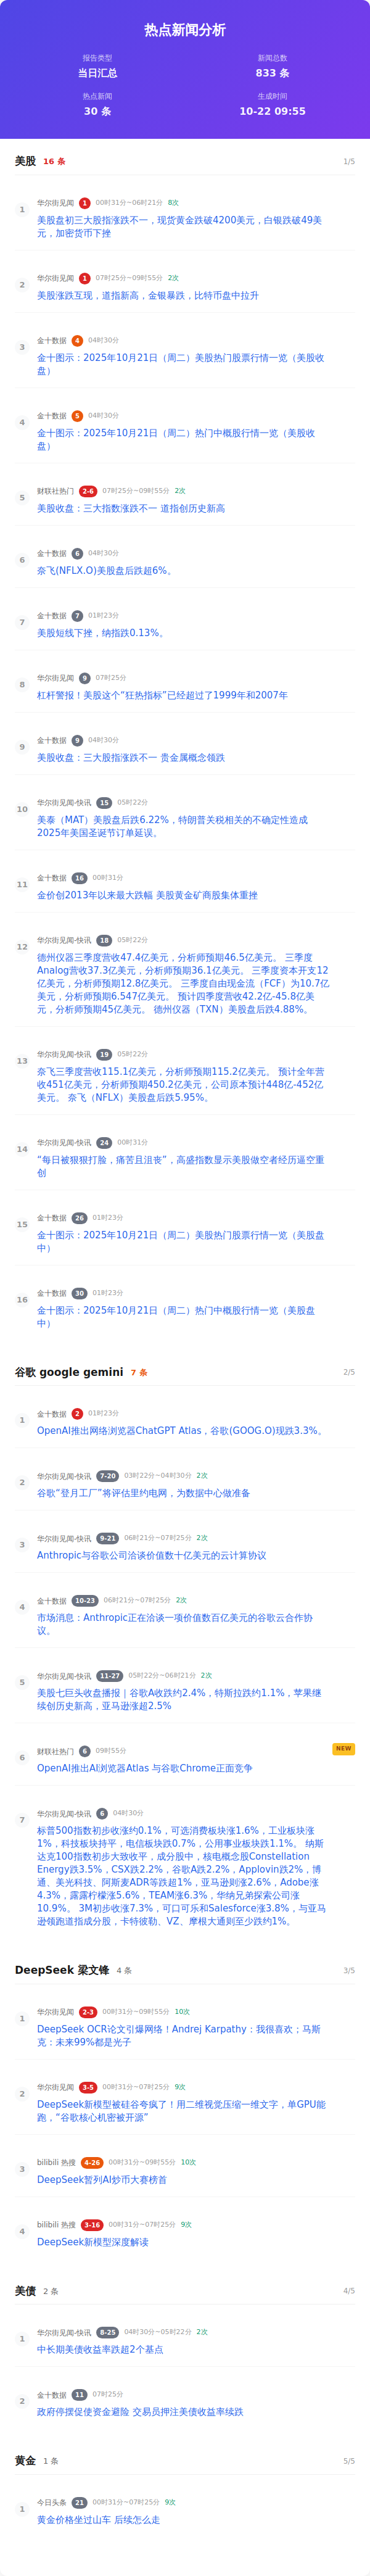 热点新闻分析
报告类型
新闻总数
当日汇总
833 条
热点新闻
生成时间
30 条
10-22 09:55
美股 16 条 1/5
1
华尔街见闻 1 00时31分~06时21分 8次
美股盘初三大股指涨跌不一，现货黄金跌破4200美元，白银跌破49美
元，加密货币下挫
2
华尔街见闻 1 07时25分~09时55分 2次
美股涨跌互现，道指新高，金银暴跌，比特币盘中拉升
3
金十数据 4 04时30分
金十图示：2025年10月21日（周二）美股热门股票行情一览（美股收
盘）
4
金十数据 5 04时30分
金十图示：2025年10月21日（周二）热门中概股行情一览（美股收
盘）
5
财联社热门 2-6 07时25分~09时55分 2次
美股收盘：三大指数涨跌不一 道指创历史新高
6
金十数据 6 04时30分
奈飞(NFLX.O)美股盘后跌超6%。
7
金十数据 7 01时23分
美股短线下挫，纳指跌0.13%。
8
华尔街见闻 9 07时25分
杠杆警报！美股这个“狂热指标”已经超过了1999年和2007年
9
金十数据 9 04时30分
美股收盘：三大股指涨跌不一 贵金属概念领跌
10
华尔街见闻-快讯 15 05时22分
美泰（MAT）美股盘后跌6.22%，特朗普关税相关的不确定性造成
2025年美国圣诞节订单延误。
11
金十数据 16 00时31分
金价创2013年以来最大跌幅 美股黄金矿商股集体重挫
12
华尔街见闻-快讯 18 05时22分
德州仪器三季度营收47.4亿美元，分析师预期46.5亿美元。 三季度
Analog营收37.3亿美元，分析师预期36.1亿美元。 三季度资本开支12
亿美元，分析师预期12.8亿美元。 三季度自由现金流（FCF）为10.7亿
美元，分析师预期6.547亿美元。 预计四季度营收42.2亿-45.8亿美
元，分析师预期45亿美元。 德州仪器（TXN）美股盘后跌4.88%。
13
华尔街见闻-快讯 19 05时22分
奈飞三季度营收115.1亿美元，分析师预期115.2亿美元。 预计全年营
收451亿美元，分析师预期450.2亿美元，公司原本预计448亿-452亿
美元。 奈飞（NFLX）美股盘后跌5.95%。
14
华尔街见闻-快讯 24 00时31分
“每日被狠狠打脸，痛苦且沮丧”，高盛指数显示美股做空者经历逼空重
创
15
金十数据 26 01时23分
金十图示：2025年10月21日（周二）美股热门股票行情一览（美股盘
中）
16
金十数据 30 01时23分
金十图示：2025年10月21日（周二）热门中概股行情一览（美股盘
中）
谷歌 google gemini 7 条 2/5
1
金十数据 2 01时23分
OpenAI推出网络浏览器ChatGPT Atlas，谷歌(GOOG.O)现跌3.3%。
2
华尔街见闻-快讯 7-20 03时22分~04时30分 2次
谷歌“登月工厂”将评估里约电网，为数据中心做准备
3
华尔街见闻-快讯 9-21 06时21分~07时25分 2次
Anthropic与谷歌公司洽谈价值数十亿美元的云计算协议
4
金十数据 10-23 06时21分~07时25分 2次
市场消息：Anthropic正在洽谈一项价值数百亿美元的谷歌云合作协
议。
5
华尔街见闻-快讯 11-27 05时22分~06时21分 2次
美股七巨头收盘播报｜谷歌A收跌约2.4%，特斯拉跌约1.1%，苹果继
续创历史新高，亚马逊涨超2.5%
6
财联社热门 6 09时55分 NEW
OpenAI推出AI浏览器Atlas 与谷歌Chrome正面竞争
7
华尔街见闻-快讯 6 04时30分
标普500指数初步收涨约0.1%，可选消费板块涨1.6%，工业板块涨
1%，科技板块持平，电信板块跌0.7%，公用事业板块跌1.1%。 纳斯
达克100指数初步大致收平，成分股中，核电概念股Constellation
Energy跌3.5%，CSX跌2.2%，谷歌A跌2.2%，Applovin跌2%，博
通、美光科技、阿斯麦ADR等跌超1%，亚马逊则涨2.6%，Adobe涨
4.3%，露露柠檬涨5.6%，TEAM涨6.3%，华纳兄弟探索公司涨
10.9%。 3M初步收涨7.3%，可口可乐和Salesforce涨3.8%，与亚马
逊领跑道指成分股，卡特彼勒、VZ、摩根大通则至少跌约1%。
DeepSeek 梁文锋 4 条 3/5
1
华尔街见闻 2-3 00时31分~09时55分 10次
DeepSeek OCR论文引爆网络！Andrej Karpathy：我很喜欢；马斯
克：未来99%都是光子
2
华尔街见闻 3-5 00时31分~07时25分 9次
DeepSeek新模型被硅谷夸疯了！用二维视觉压缩一维文字，单GPU能
跑，“谷歌核心机密被开源”
3
bilibili 热搜 4-26 00时31分~09时55分 10次
DeepSeek暂列AI炒币大赛榜首
4
bilibili 热搜 3-16 00时31分~07时25分 9次
DeepSeek新模型深度解读
美债 2 条 4/5
1
华尔街见闻-快讯 8-25 04时30分~05时22分 2次
中长期美债收益率跌超2个基点
2
金十数据 11 07时25分
政府停摆促使资金避险 交易员押注美债收益率续跌
黄金 1 条 5/5
1
今日头条 21 00时31分~07时25分 9次
黄金价格坐过山车 后续怎么走